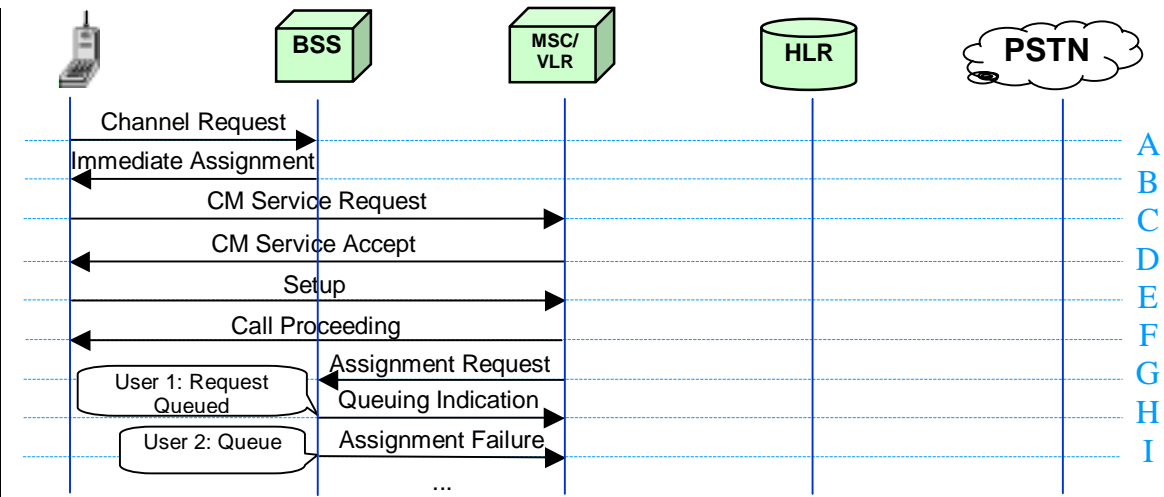 BSS
MSC/
VLR
HLR
PSTN
Channel Request
A
Immediate Assignment
B
CM Service Request
C
CM Service Accept
D
Setup
E
Call Proceeding
F
Assignment Request
G
User 1: Request
Queued
Queuing Indication
H
User 2: Queue
Assignment Failure
I
...